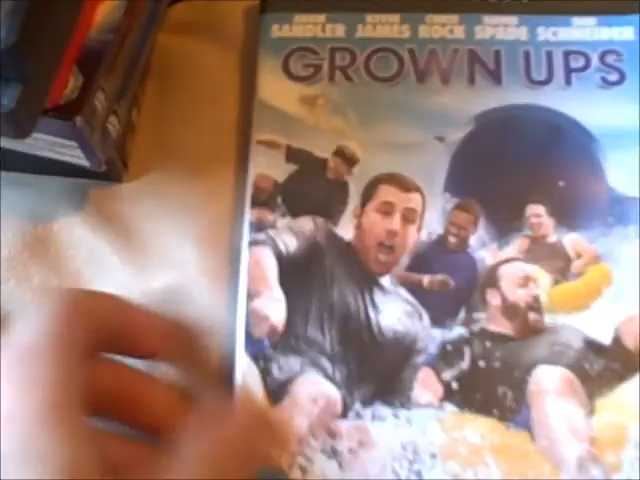 ADAM KEVIN CHRIS DAVID ROB
SANDLER JAMES ROCK SPADE SCHNEIDER
GROWN UPS